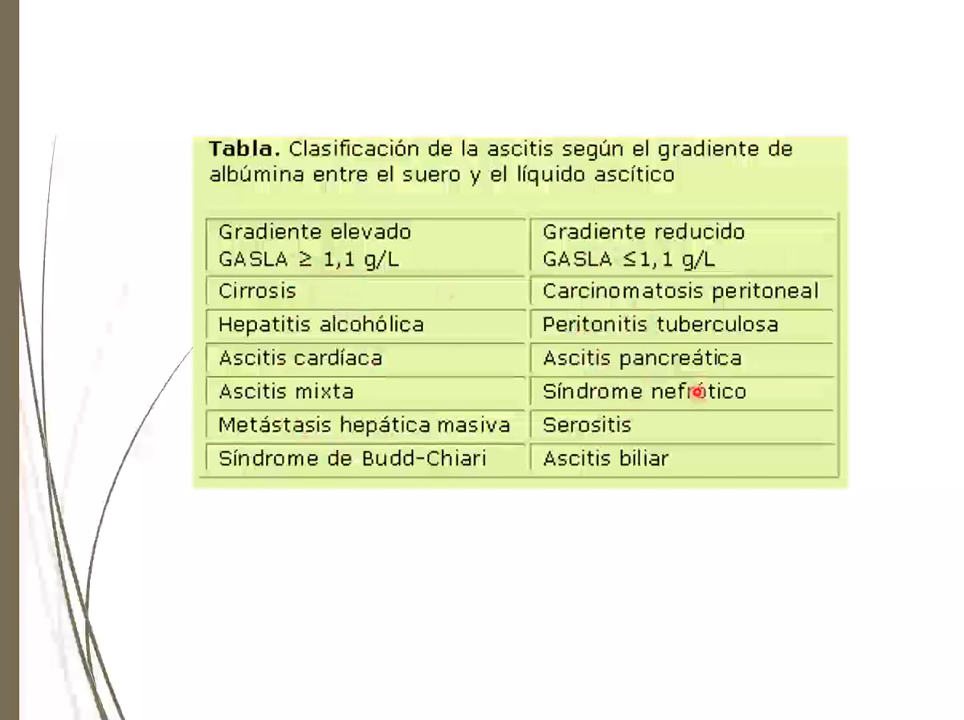 Tabla. Clasificación de la ascitis según el gradiente de
albúmina entre el suero y el líquido ascítico
Gradiente elevado
GASLA ≥ 1,1 g/L
Gradiente reducido
GASLA ≤1,1 g/L
Cirrosis
Carcinomatosis peritoneal
Hepatitis alcohólica
Peritonitis tuberculosa
Ascitis cardíaca
Ascitis pancreática
Ascitis mixta
Síndrome nefrótico
Metástasis hepática masiva
Serositis
Síndrome de Budd-Chiari
Ascitis biliar